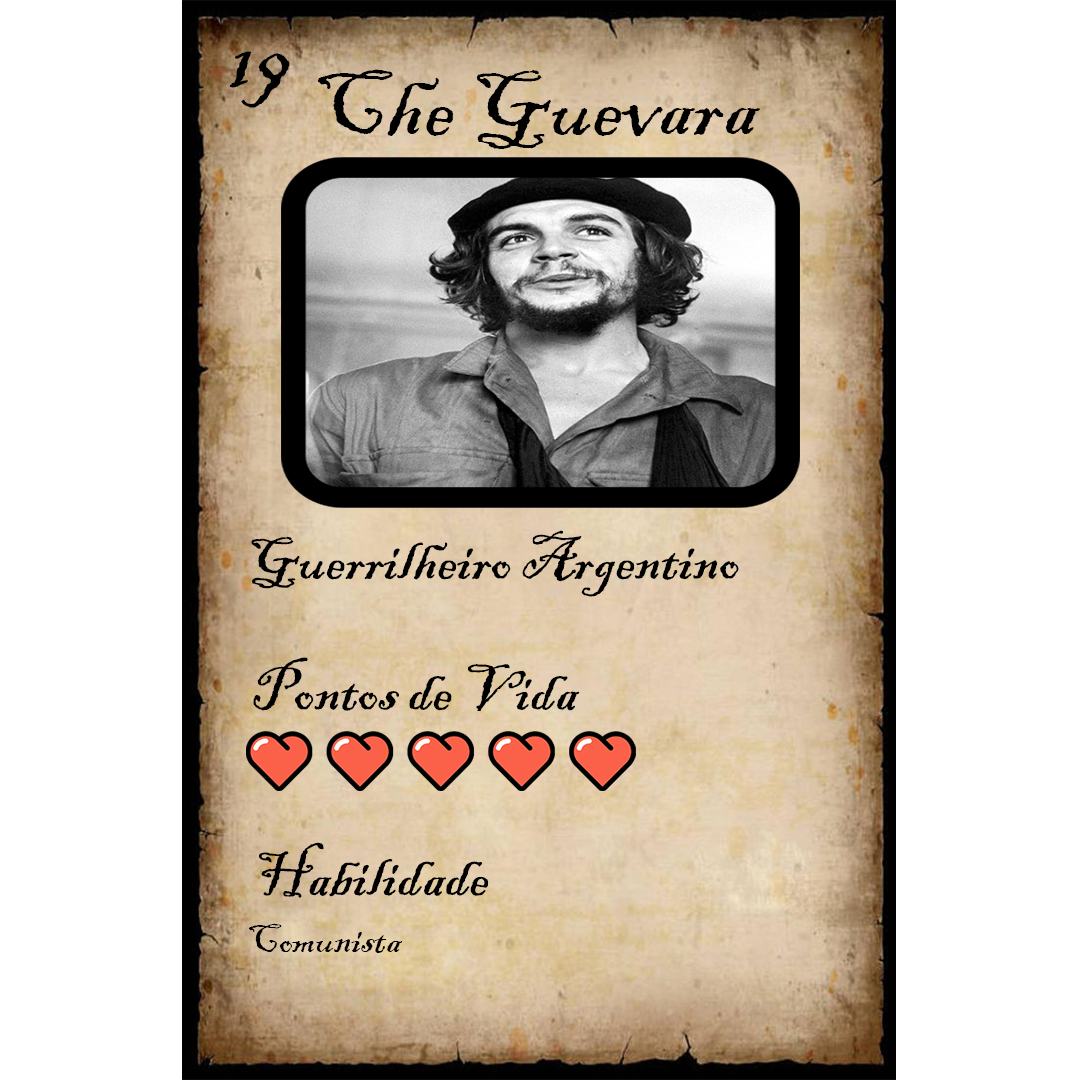 19
Che Guevara
Guerrilheiro Argentino
Pontos de Vida
Habilidade
Comunista